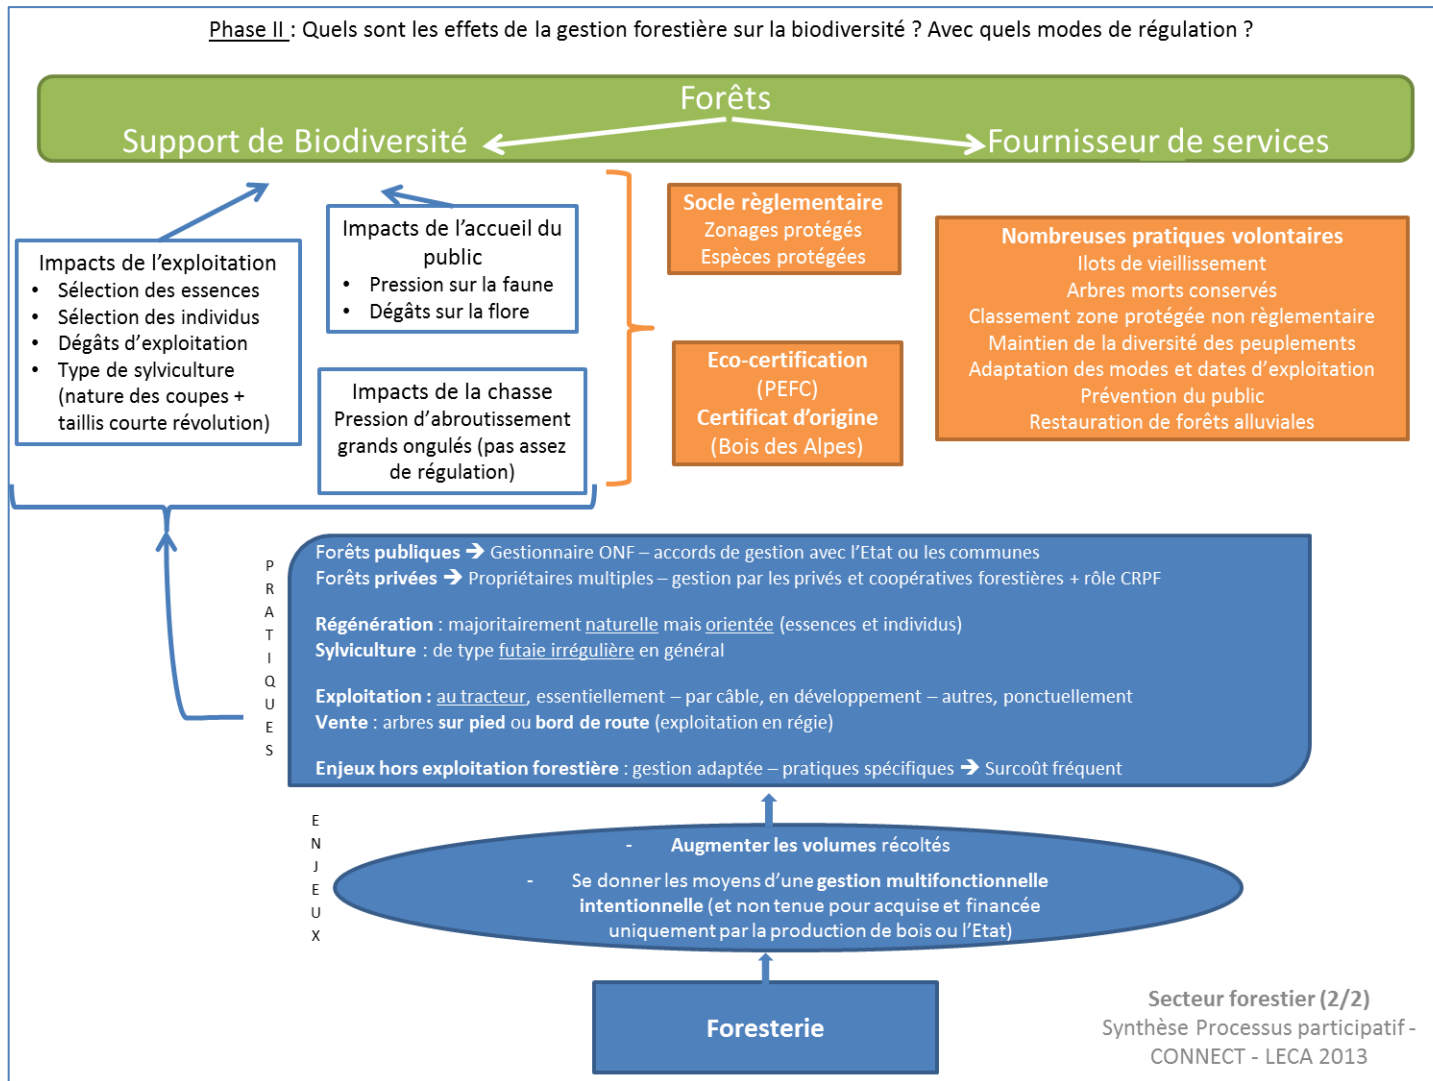 Phase II : Quels sont les effets de la gestion forestière sur la biodiversité ? Avec quels modes de régulation ?
Forêts
Support de Biodiversité
Fournisseur de services
Impacts de l'exploitation
• Sélection des essences
• Sélection des individus
• Dégâts d'exploitation
• Type de sylviculture
(nature des coupes +
taillis courte révolution)
Impacts de l'accueil du
public
• Pression sur la faune
• Dégâts sur la flore
Impacts de la chasse
Pression d'abroutissement
grands ongulés (pas assez
de régulation)
Socle règlementaire
Zonages protégés
Espèces protégées
Eco-certification
(PEFC)
Certificat d'origine
(Bois des Alpes)
Nombreuses pratiques volontaires
Ilots de vieillissement
Arbres morts conservés
Classement zone protégée non règlementaire
Maintien de la diversité des peuplements
Adaptation des modes et dates d'exploitation
Prévention du public
Restauration de forêts alluviales
PRATIQUES
Forêts publiques ➔ Gestionnaire ONF – accords de gestion avec l'Etat ou les communes
Forêts privées ➔ Propriétaires multiples – gestion par les privés et coopératives forestières + rôle CRPF
Régénération : majoritairement naturelle mais orientée (essences et individus)
Sylviculture : de type futaie irrégulière en général
Exploitation : au tracteur, essentiellement – par câble, en développement – autres, ponctuellement
Vente : arbres sur pied ou bord de route (exploitation en régie)
Enjeux hors exploitation forestière : gestion adaptée – pratiques spécifiques ➔ Surcoût fréquent
ENJEUX
- Augmenter les volumes récoltés
- Se donner les moyens d'une gestion multifonctionnelle
intentionnelle (et non tenue pour acquise et financée
uniquement par la production de bois ou l'Etat)
Foresterie
Secteur forestier (2/2)
Synthèse Processus participatif -
CONNECT - LECA 2013